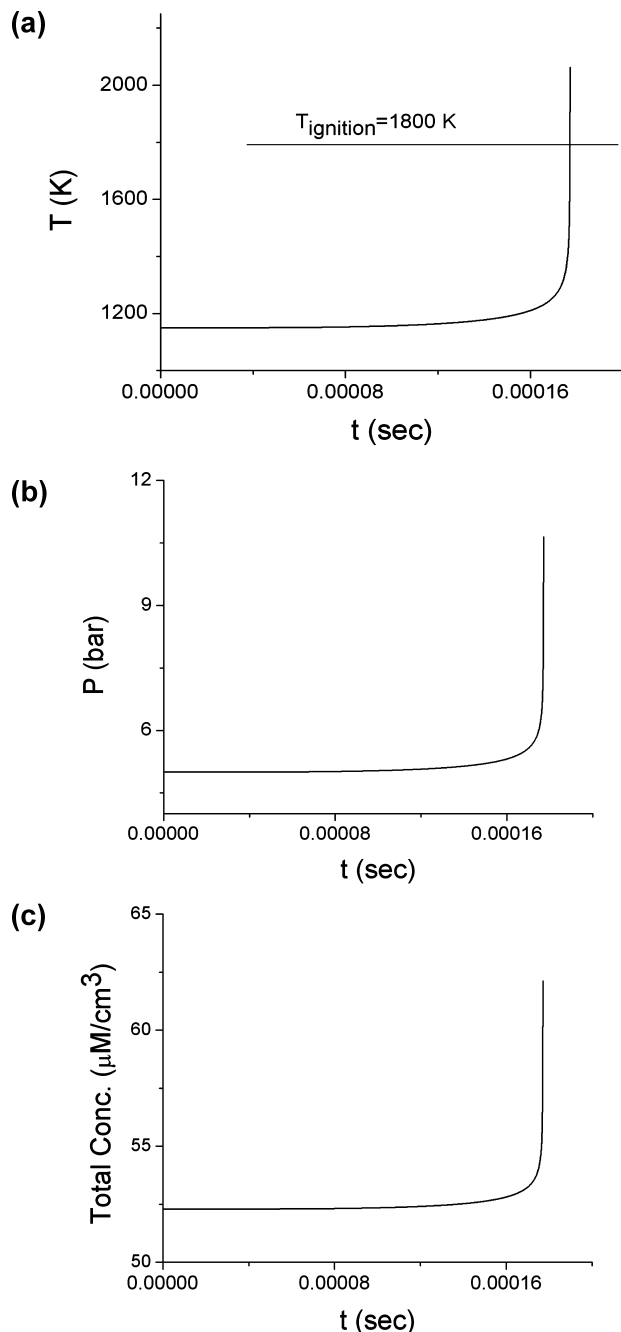 (a)
2000
1600
1200
T (K)
T_ignition=1800 K
0.00000 0.00008 0.00016
t (sec)
(b)
12
9
6
P (bar)
0.00000 0.00008 0.00016
t (sec)
(c)
65
60
55
50
Total Conc. (μM/cm³)
0.00000 0.00008 0.00016
t (sec)